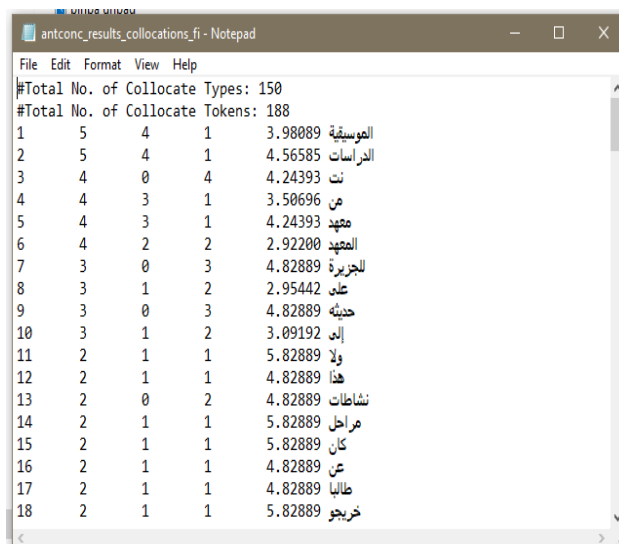 antconc_results_collocations_fi - Notepad
File Edit Format View Help
#Total No. of Collocate Types: 150
#Total No. of Collocate Tokens: 188
1 5 4 1 3.98089 الموسيقية
2 5 4 1 4.56585 الدراسات
3 4 0 4 4.24393 نت
4 4 3 1 3.50696 من
5 4 3 1 4.24393 معهد
6 4 2 2 2.92200 المعهد
7 3 0 3 4.82889 للجزيرة
8 3 1 2 2.95442 على
9 3 0 3 4.82889 حديثه
10 3 1 2 3.09192 إلى
11 2 1 1 5.82889 ولا
12 2 1 1 4.82889 هذا
13 2 0 2 4.82889 نشاطات
14 2 1 1 5.82889 مراحل
15 2 1 1 5.82889 كان
16 2 1 1 4.82889 عن
17 2 1 1 4.82889 طالبا
18 2 1 1 5.82889 خريجو